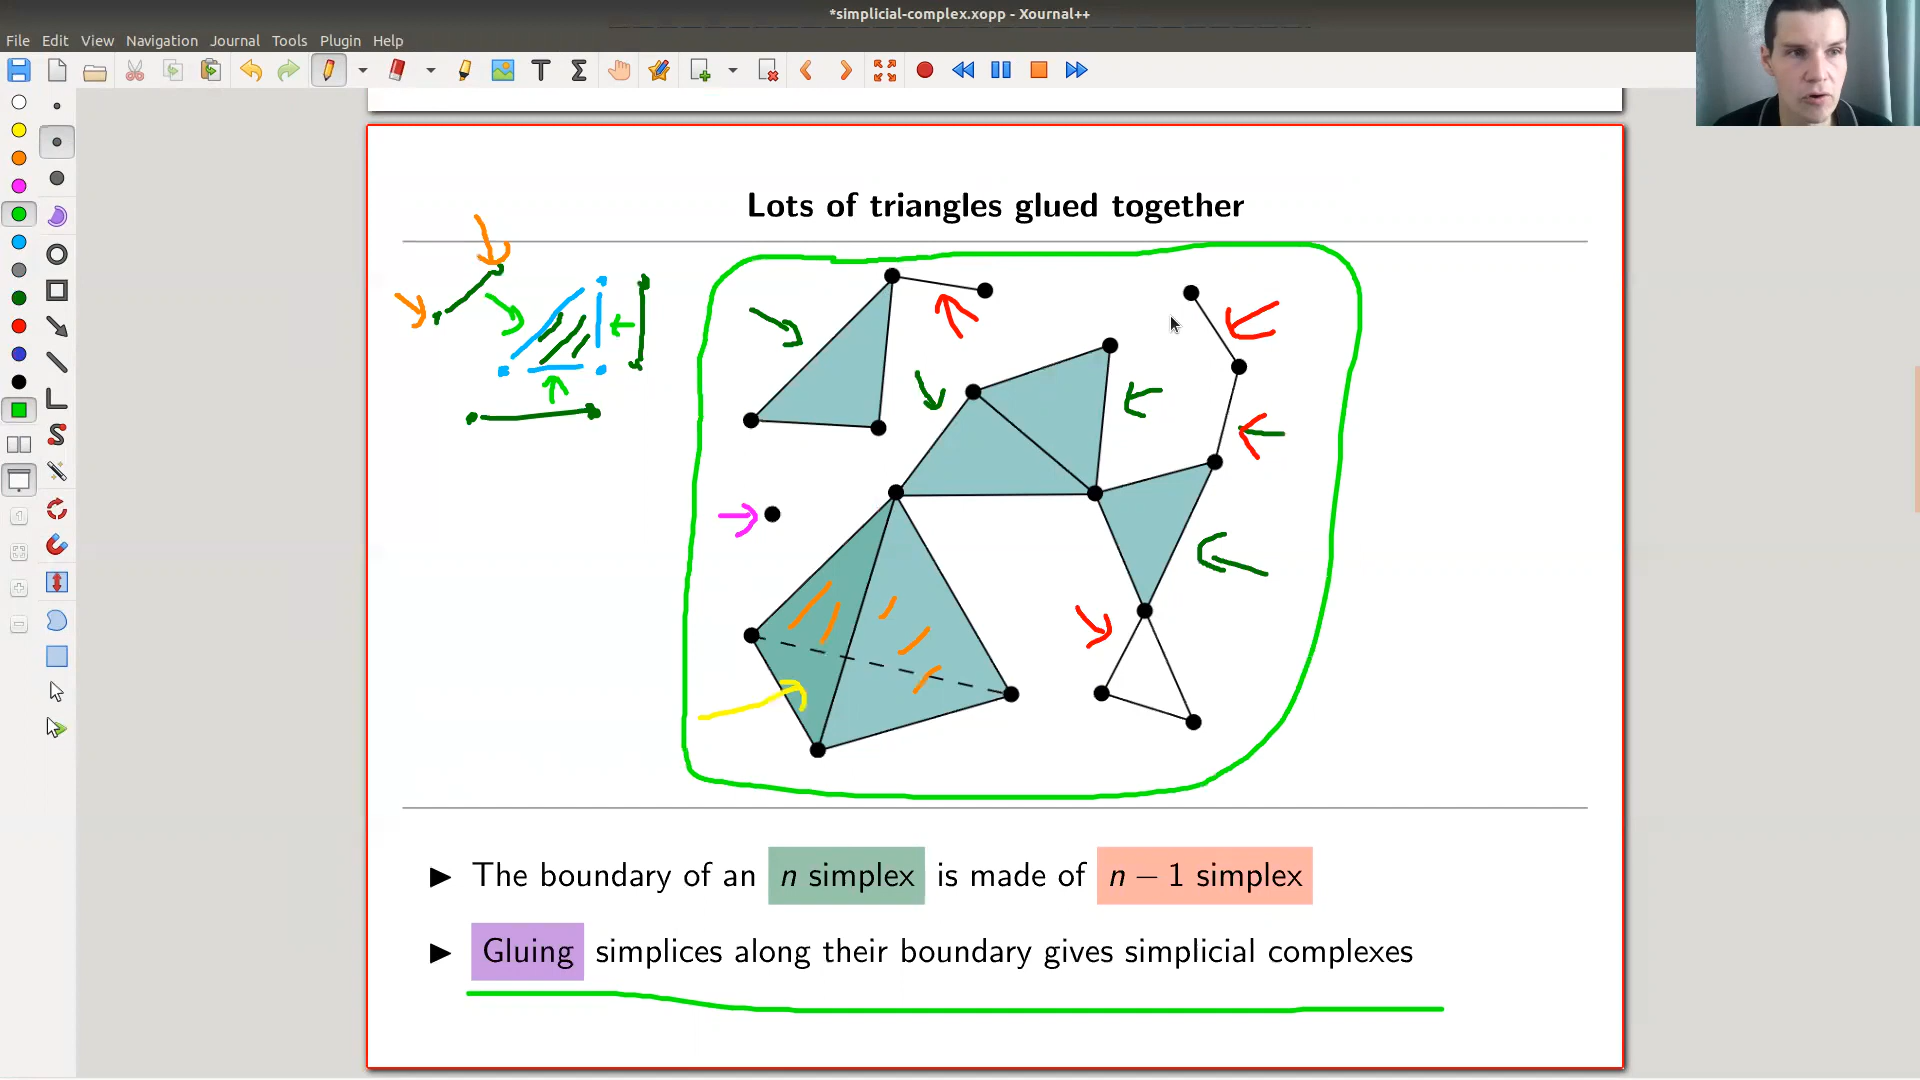 *simplicial-complex.xopp - Xournal++
File Edit View Navigation Journal Tools Plugin Help
Lots of triangles glued together
▶ The boundary of an n simplex is made of n − 1 simplex
▶ Gluing simplices along their boundary gives simplicial complexes